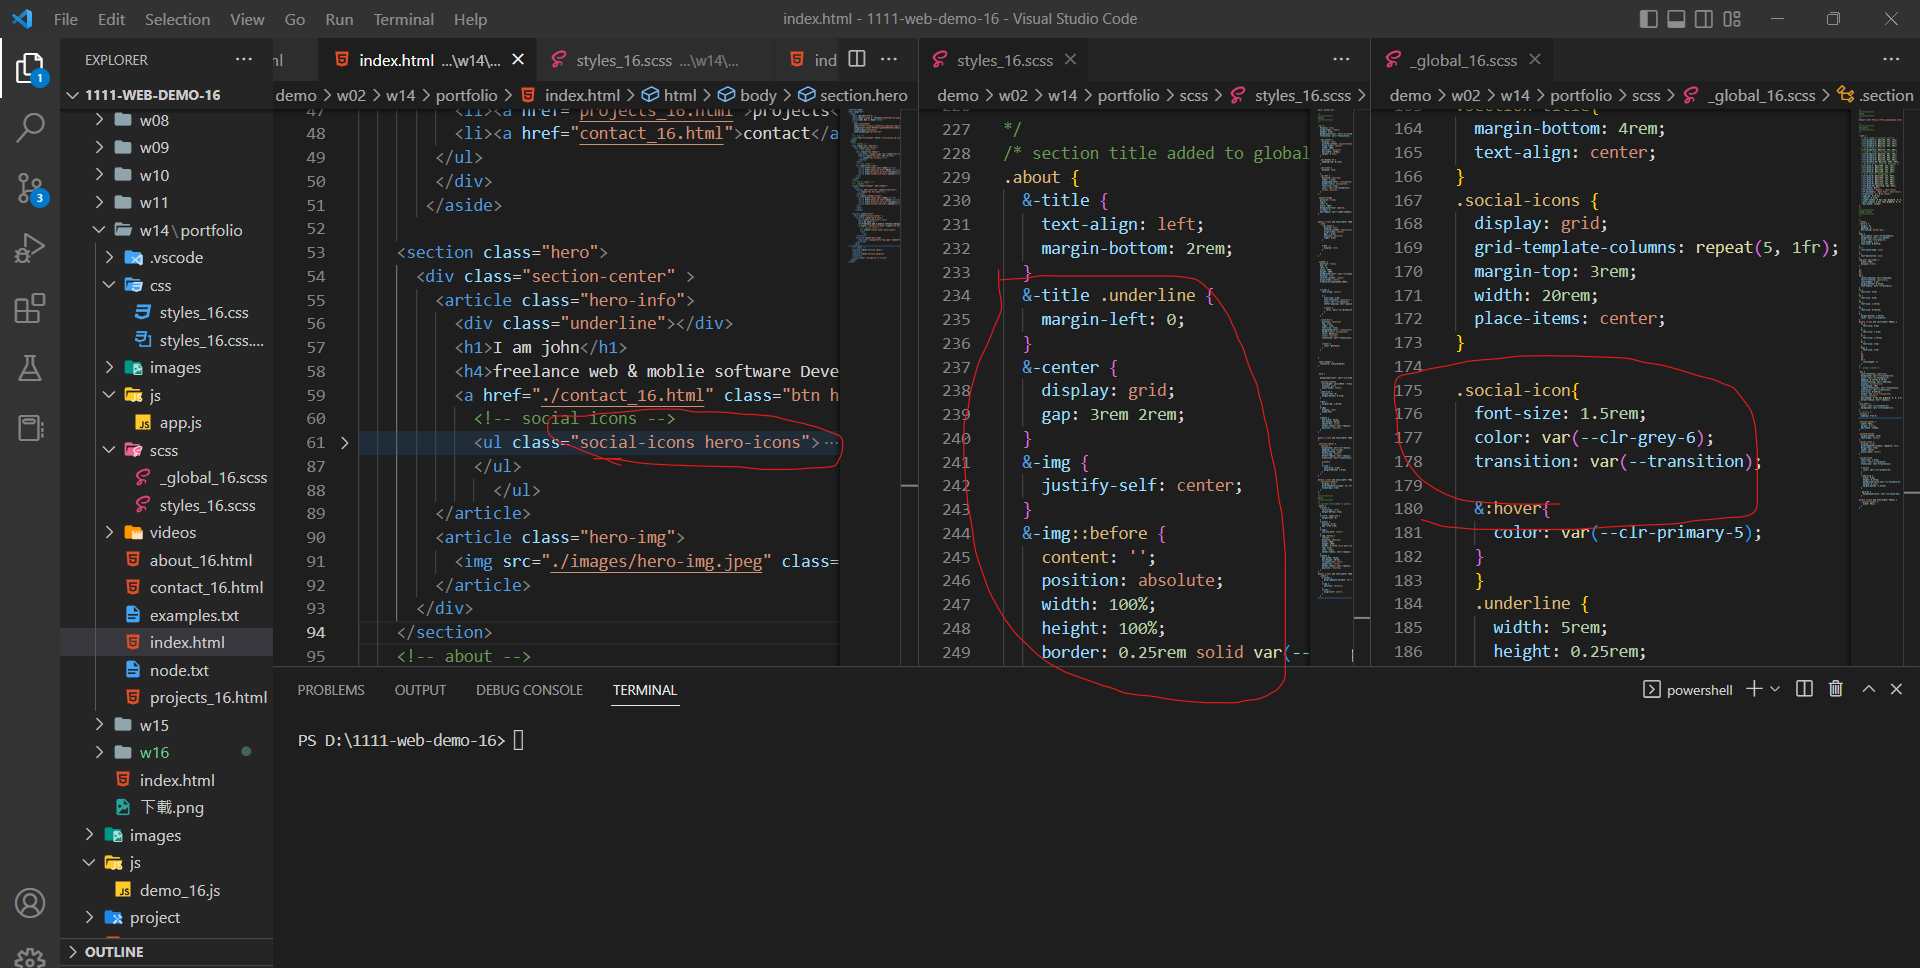 File Edit Selection View Go Run Terminal Help
index.html - 1111-web-demo-16 - Visual Studio Code
EXPLORER
1111-WEB-DEMO-16
w08
w09
w10
w11
w14\portfolio
.vscode
css
styles_16.css
styles_16.css....
images
js
app.js
scss
_global_16.scss
styles_16.scss
videos
about_16.html
contact_16.html
examples.txt
index.html
node.txt
projects_16.html
w15
w16
index.html
下載.png
images
js
demo_16.js
project
OUTLINE
1
3
index.html ...\w14\...
styles_16.scss ...\w14\...
ind
demo > w02 > w14 > portfolio > index.html > html > body > section.hero
47 <li><a href="projects_16.html">projects<
48 <li><a href="contact_16.html">contact</a
49 </ul>
50 </div>
51 </aside>
52
53 <section class="hero">
54 <div class="section-center" >
55 <article class="hero-info">
56 <div class="underline"></div>
57 <h1>I am john</h1>
58 <h4>freelance web & moblie software Deve
59 <a href="./contact_16.html" class="btn h
60 <!-- social icons -->
61 <ul class="social-icons hero-icons"> ...
87 </ul>
88 </ul>
89 </article>
90 <article class="hero-img">
91 <img src="./images/hero-img.jpeg" class=
92 </article>
93 </div>
94 </section>
95 <!-- about -->
styles_16.scss
demo > w02 > w14 > portfolio > scss > styles_16.scss >
227 */
228 /* section title added to global
229 .about {
230 &-title {
231 text-align: left;
232 margin-bottom: 2rem;
233 }
234 &-title .underline {
235 margin-left: 0;
236 }
237 &-center {
238 display: grid;
239 gap: 3rem 2rem;
240 }
241 &-img {
242 justify-self: center;
243 }
244 &-img::before {
245 content: '';
246 position: absolute;
247 width: 100%;
248 height: 100%;
249 border: 0.25rem solid var(--
_global_16.scss
demo > w02 > w14 > portfolio > scss > _global_16.scss > .section
164 margin-bottom: 4rem;
165 text-align: center;
166 }
167 .social-icons {
168 display: grid;
169 grid-template-columns: repeat(5, 1fr);
170 margin-top: 3rem;
171 width: 20rem;
172 place-items: center;
173 }
174
175 .social-icon{
176 font-size: 1.5rem;
177 color: var(--clr-grey-6);
178 transition: var(--transition);
179
180 &:hover{
181 color: var(--clr-primary-5);
182 }
183 }
184 .underline {
185 width: 5rem;
186 height: 0.25rem;
PROBLEMS OUTPUT DEBUG CONSOLE TERMINAL
powershell
PS D:\1111-web-demo-16>